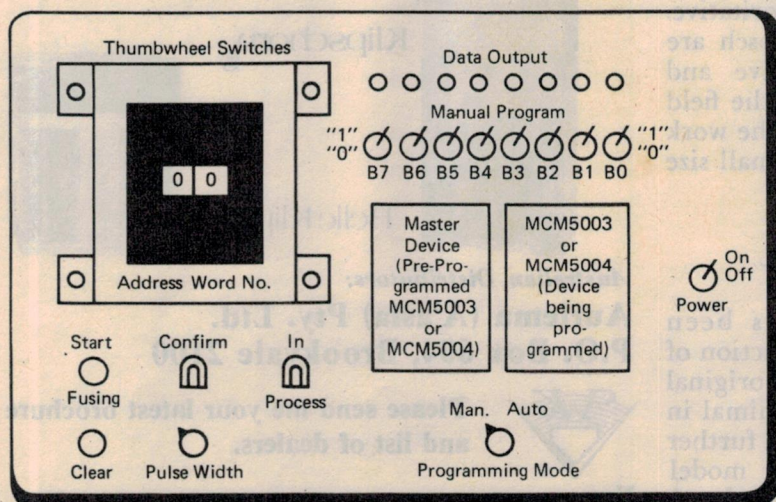 Thumbwheel Switches
0 0
Address Word No.
Data Output
Manual Program
"1" "1"
"0" "0"
B7 B6 B5 B4 B3 B2 B1 B0
Master
Device
(Pre-Pro-
grammed
MCM5003
or
MCM5004)
MCM5003
or
MCM5004
(Device
being
pro-
grammed)
On
Off
Power
Start Confirm In
Fusing Process
Clear Pulse Width
Man. Auto
Programming Mode